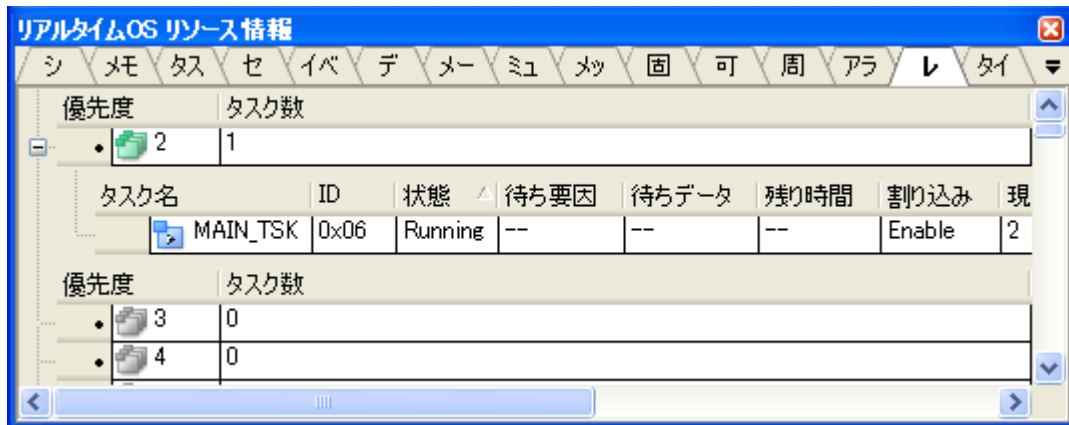 リアルタイムOS リソース情報
シ メモ タス セ イベ デ メー ミュ メッ 固 可 周 アラ レ タイ
優先度 タスク数
2 1
タスク名 ID 状態 待ち要因 待ちデータ 残り時間 割り込み 現
MAIN_TSK 0x06 Running -- -- -- Enable 2
優先度 タスク数
3 0
4 0